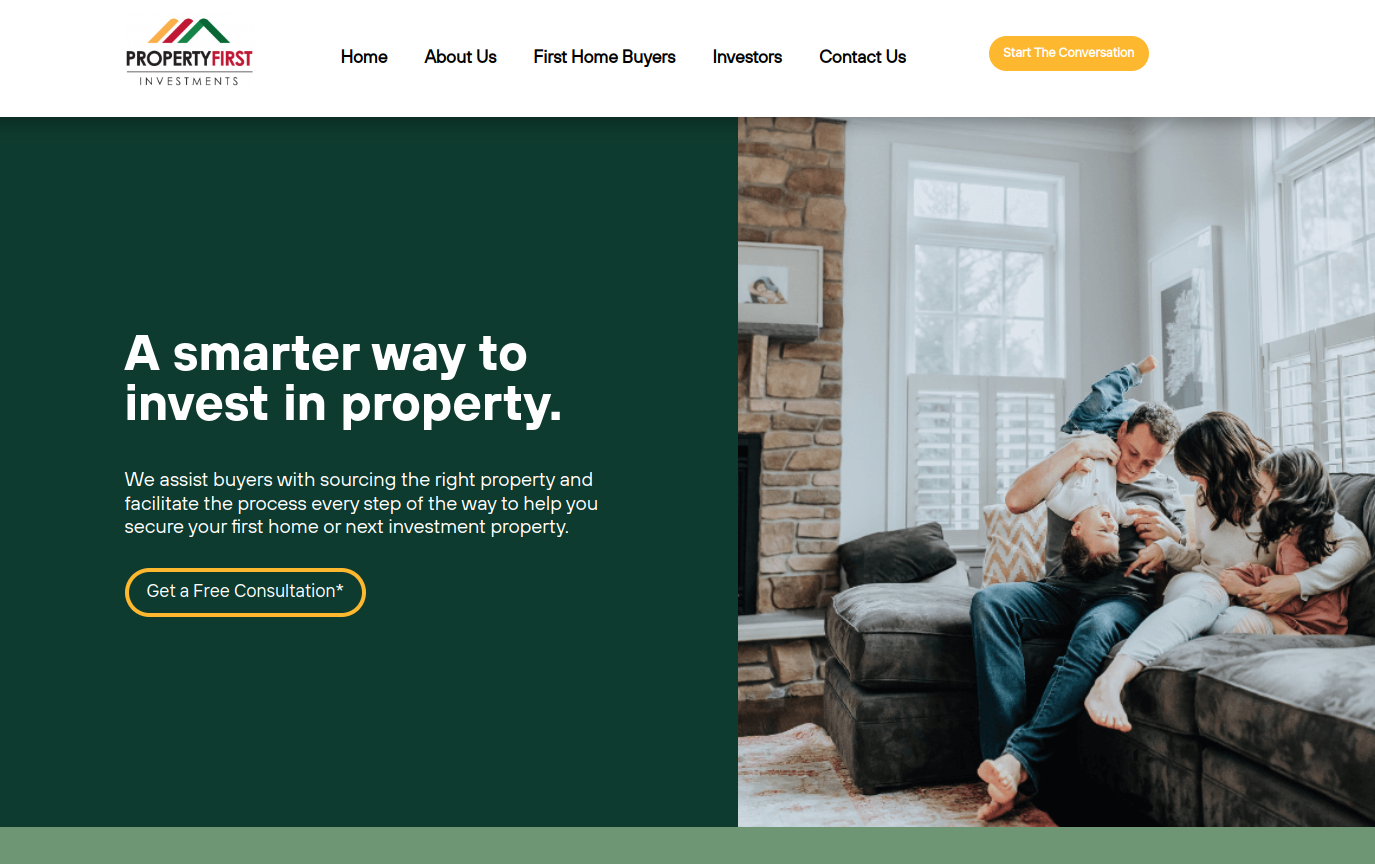 PROPERTYFIRST
INVESTMENTS
Home
About Us
First Home Buyers
Investors
Contact Us
Start The Conversation
A smarter way to
invest in property.
We assist buyers with sourcing the right property and
facilitate the process every step of the way to help you
secure your first home or next investment property.
Get a Free Consultation*